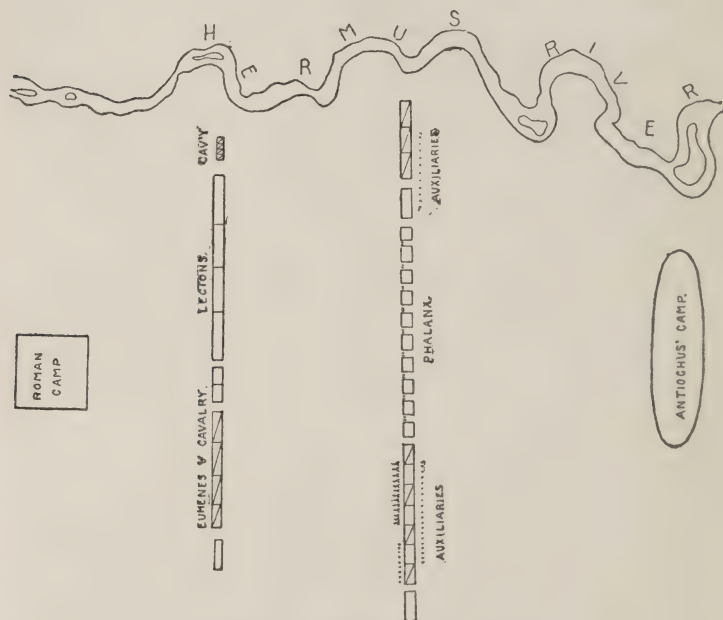 HERMUS RIVER
CAV'Y
LEGIONS.
EUMENES & CAVALRY.
ROMAN
CAMP
AUXILIARIES
PHALANX
AUXILIARIES
ANTIOCHUS' CAMP.